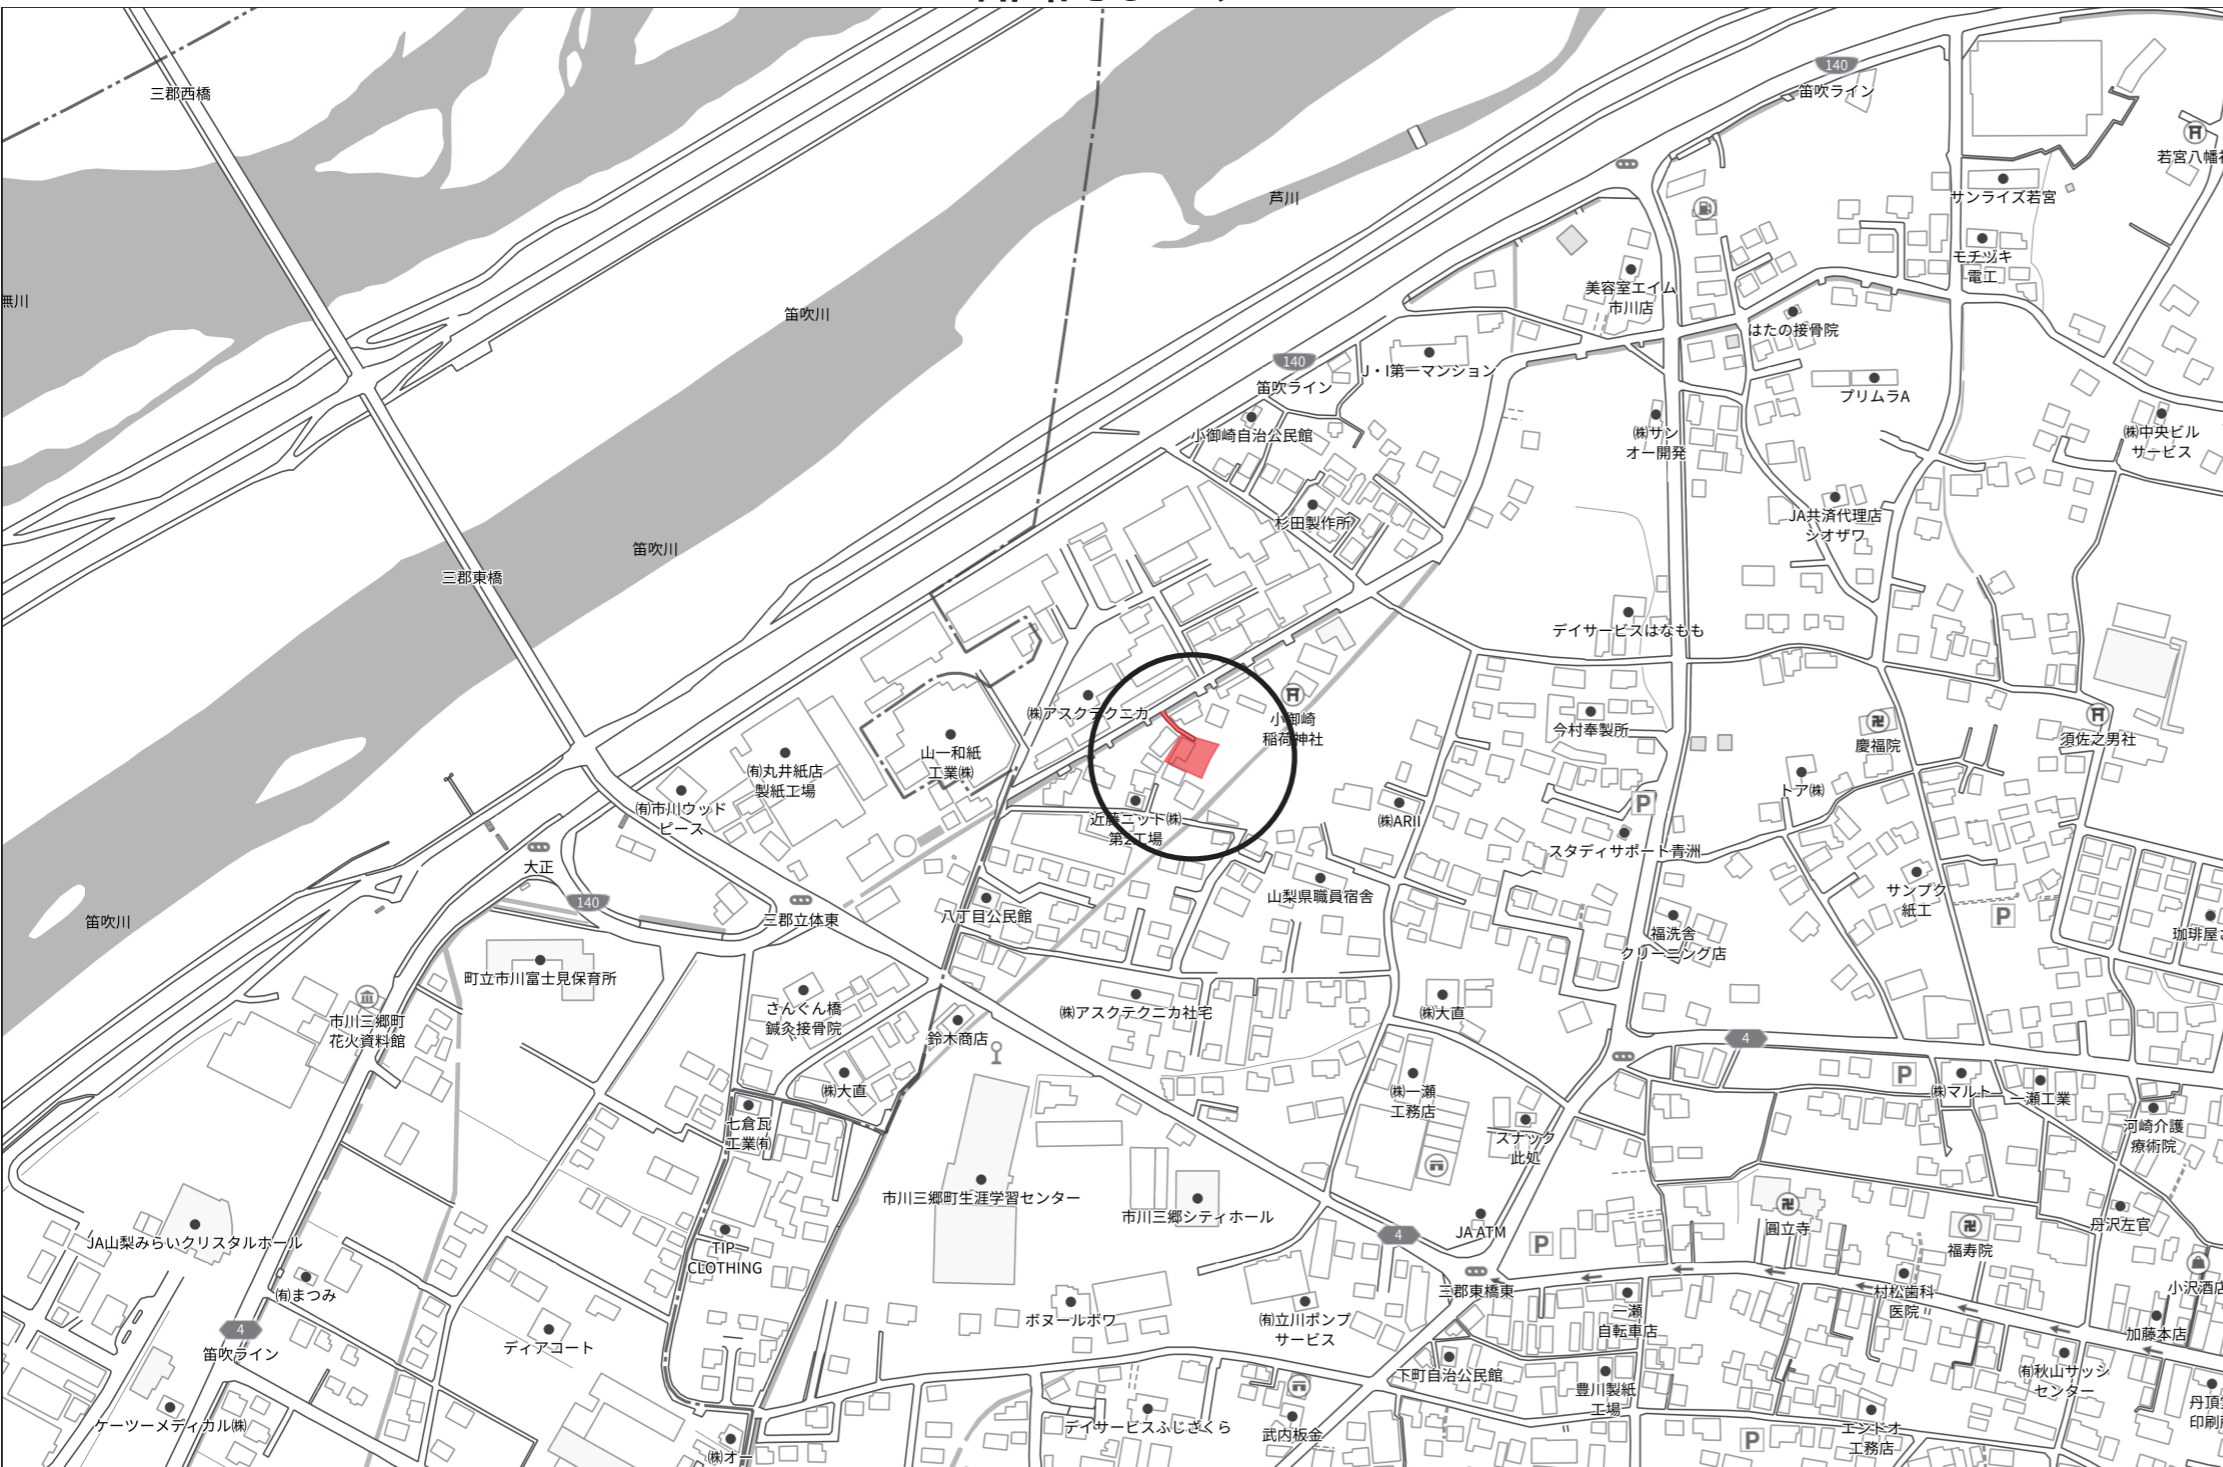 140
笛吹ライン
三郡西橋
若宮八幡
サンライズ若宮
芦川
モチヅキ
電工
美容室エイム
市川店
無川
笛吹川
はたの接骨院
140
笛吹ライン
J・I第一マンション
プリムラA
小御崎自治公民館
㈱サン
オー開発
㈱中央ビル
サービス
杉田製作所
JA共済代理店
シオザワ
笛吹川
三郡東橋
デイサービスはなもも
㈱アスクテクニカ
小御崎
稲荷神社
今村奉製所
慶福院
須佐之男社
山一和紙
工業㈱
㈲丸井紙店
製紙工場
トア㈱
P
㈲市川ウッド
ピース
近藤ニット㈱
第2工場
㈱ARII
スタディサポート青洲
大正
140
三郡立体東
八丁目公民館
山梨県職員宿舎
サンプク
紙工
P
笛吹川
福洗舎
クリーニング店
珈琲屋
町立市川富士見保育所
さんぐん橋
鍼灸接骨院
㈱アスクテクニカ社宅
㈱大直
市川三郷町
花火資料館
鈴木商店
4
㈱大直
㈱一瀬
工務店
P
㈱マルト
一瀬工業
七倉瓦
工業㈲
スナック
此処
河崎介護
療術院
市川三郷町生涯学習センター
市川三郷シティホール
JA山梨みらいクリスタルホール
JA ATM
4
P
圓立寺
丹沢左官
福寿院
TIP
CLOTHING
㈲まつみ
三郡東橋東
村松歯科
医院
小沢酒店
ボヌールボワ
㈲立川ポンプ
サービス
一瀬
自転車店
加藤本店
4
笛吹ライン
ディアコート
下町自治公民館
豊川製紙
工場
㈲秋山サッシ
センター
ケーツーメディカル㈱
デイサービスふじざくら
武内板金
P
エンドオ
工務店
丹頂
印刷
㈱オー